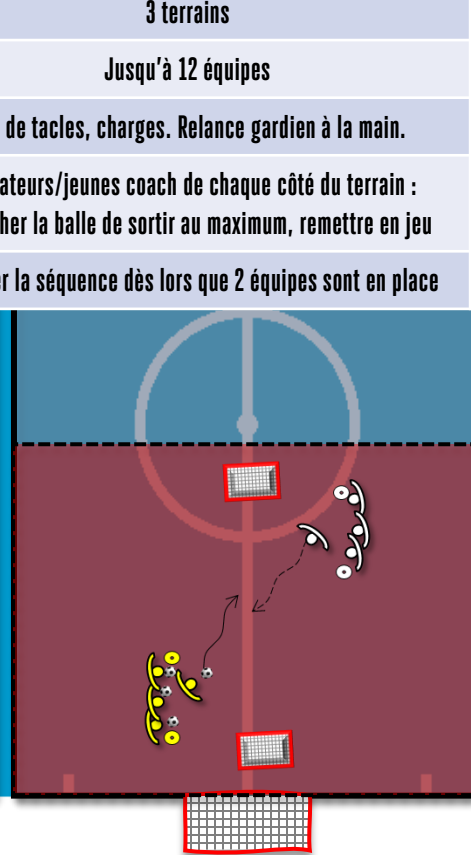 3 terrains
Jusqu'à 12 équipes
de tacles, charges. Relance gardien à la main.
ateurs/jeunes coach de chaque côté du terrain :
her la balle de sortir au maximum, remettre en jeu
er la séquence dès lors que 2 équipes sont en place